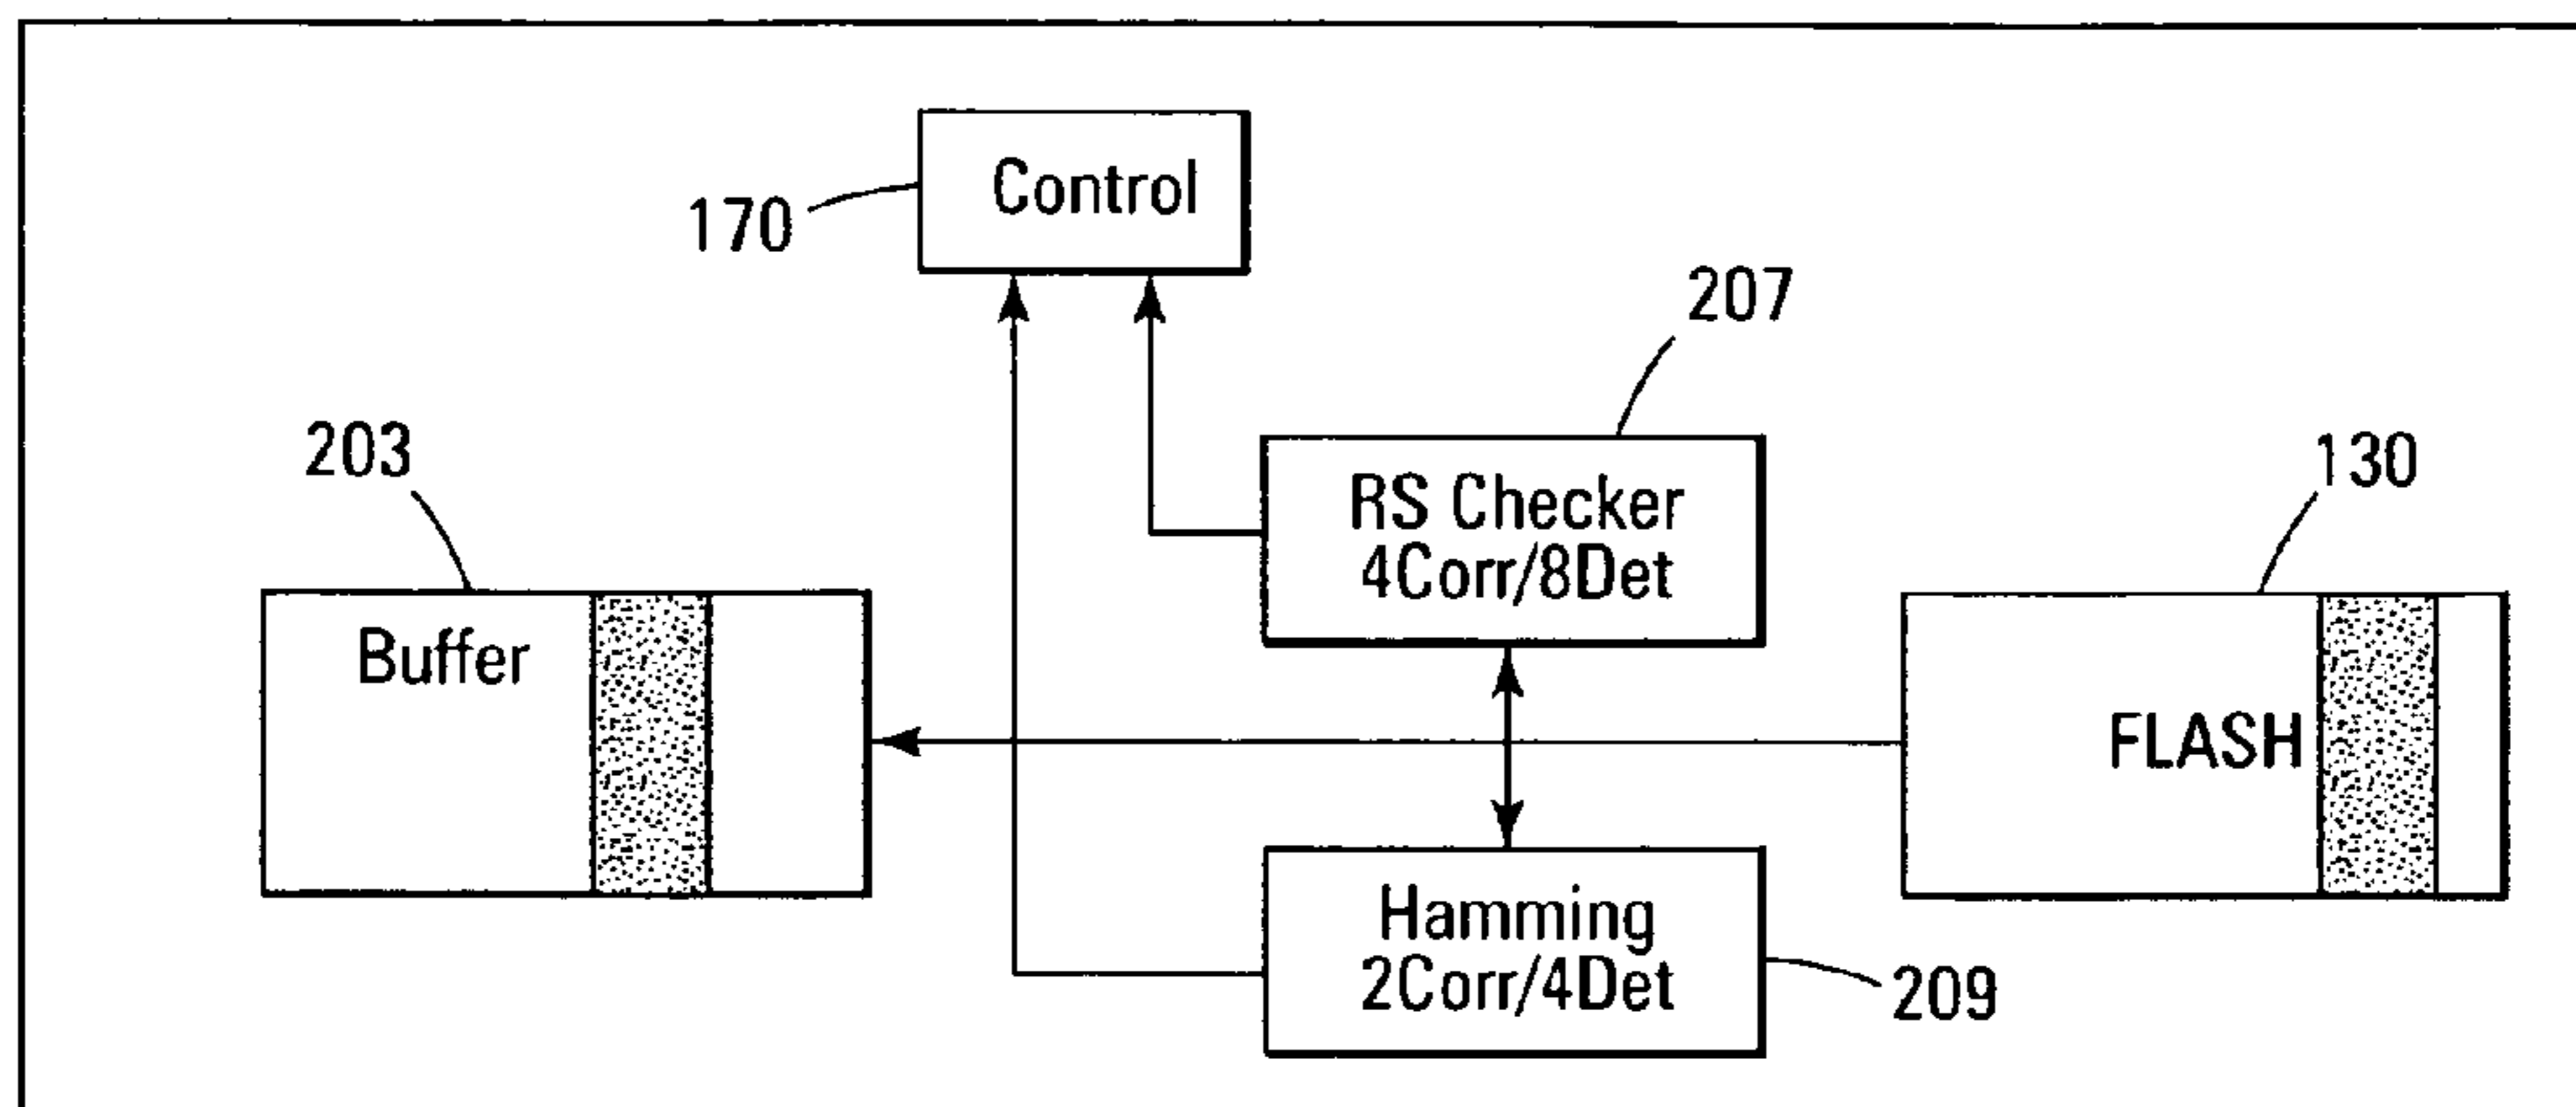 Control
170
207
203
RS Checker
4Corr/8Det
130
Buffer
FLASH
Hamming
2Corr/4Det
209